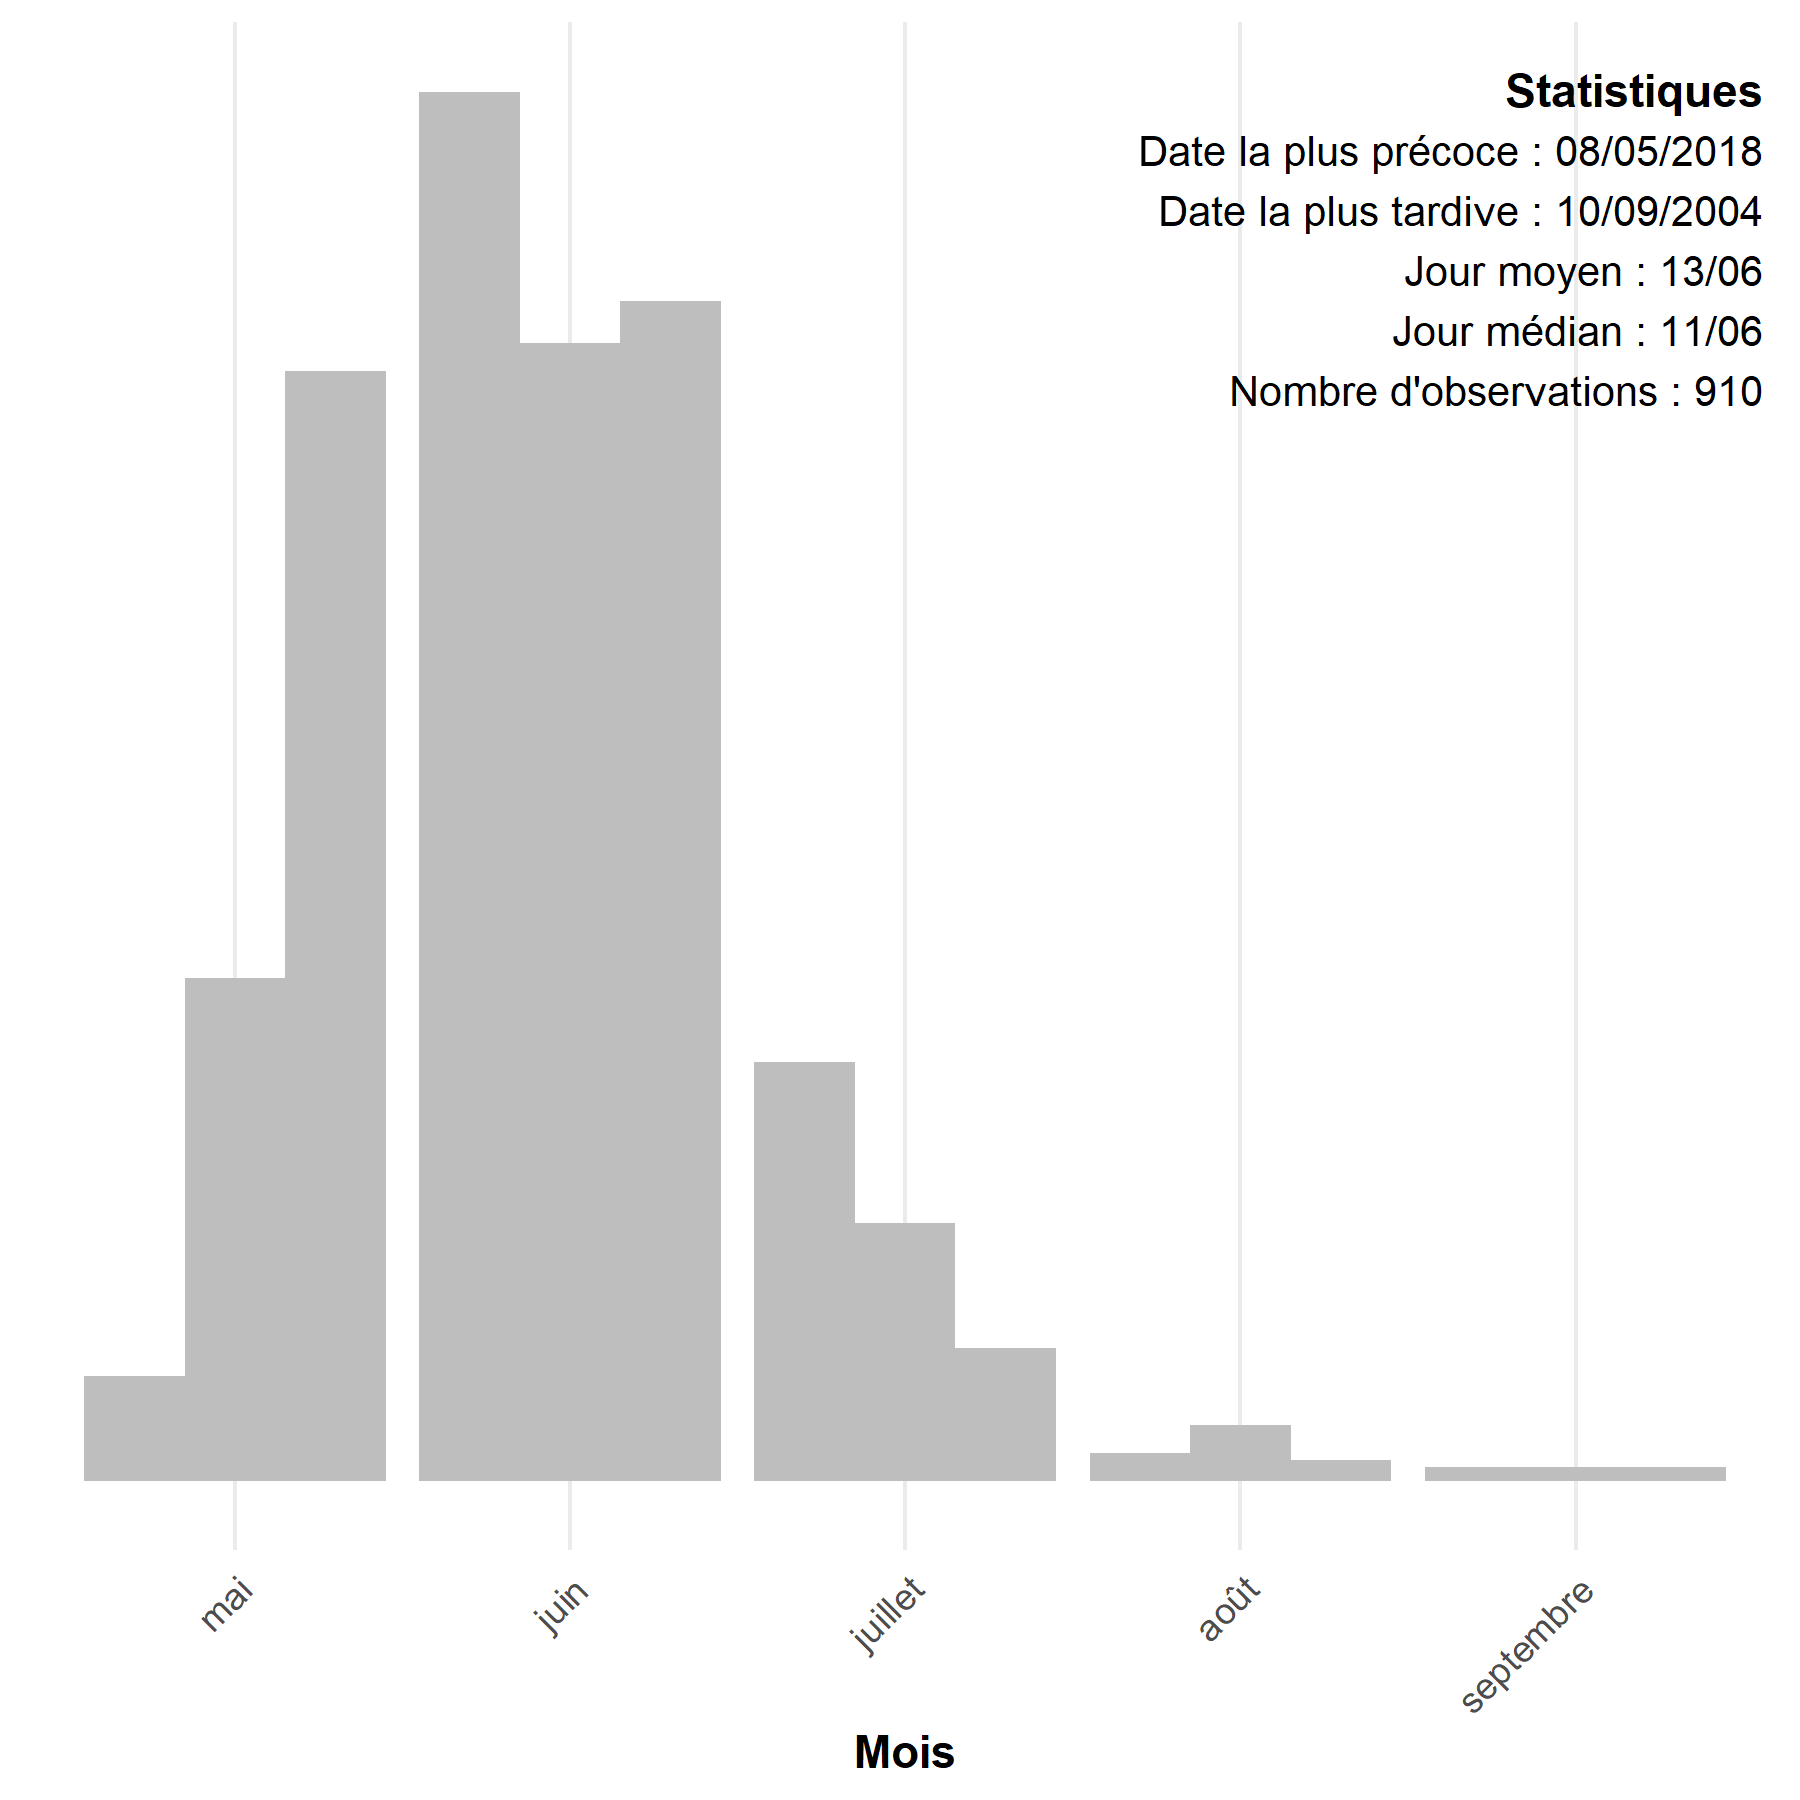 Statistiques
Date la plus précoce : 08/05/2018
Date la plus tardive : 10/09/2004
Jour moyen : 13/06
Jour médian : 11/06
Nombre d'observations : 910
mai
juin
juillet
août
septembre
Mois